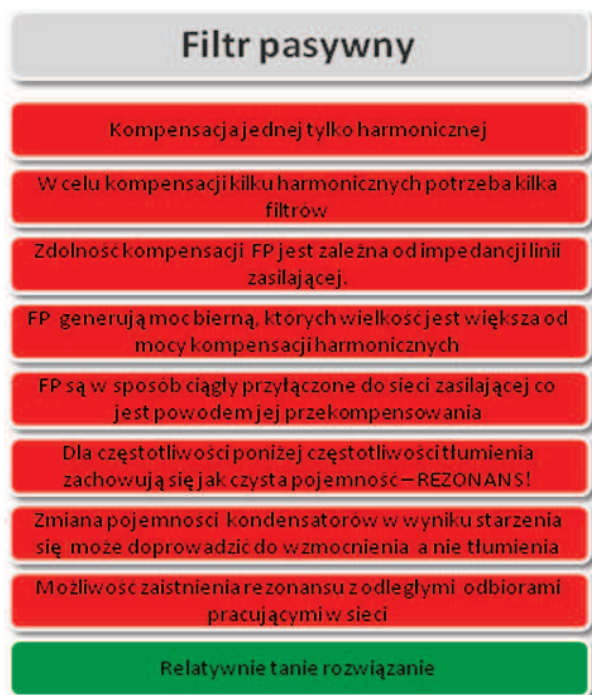 Filtr pasywny
Kompensacja jednej tylko harmonicznej
W celu kompensacji kilku harmonicznych potrzeba kilka
filtrów
Zdolność kompensacji FP jest zależna od impedancji linii
zasilającej.
FP generują moc bierną, których wielkość jest większa od
mocy kompensacji harmonicznych
FP są w sposób ciągły przyłączone do sieci zasilającej co
jest powodem jej przekompensowania
Dla częstotliwości poniżej częstotliwości tłumienia
zachowują się jak czysta pojemność – REZONANS!
Zmiana pojemności kondensatorów w wyniku starzenia
się może doprowadzić do wzmocnienia a nie tłumienia
Możliwość zaistnienia rezonansu z odległymi odbiorami
pracującymi w sieci
Relatywnie tanie rozwiązanie